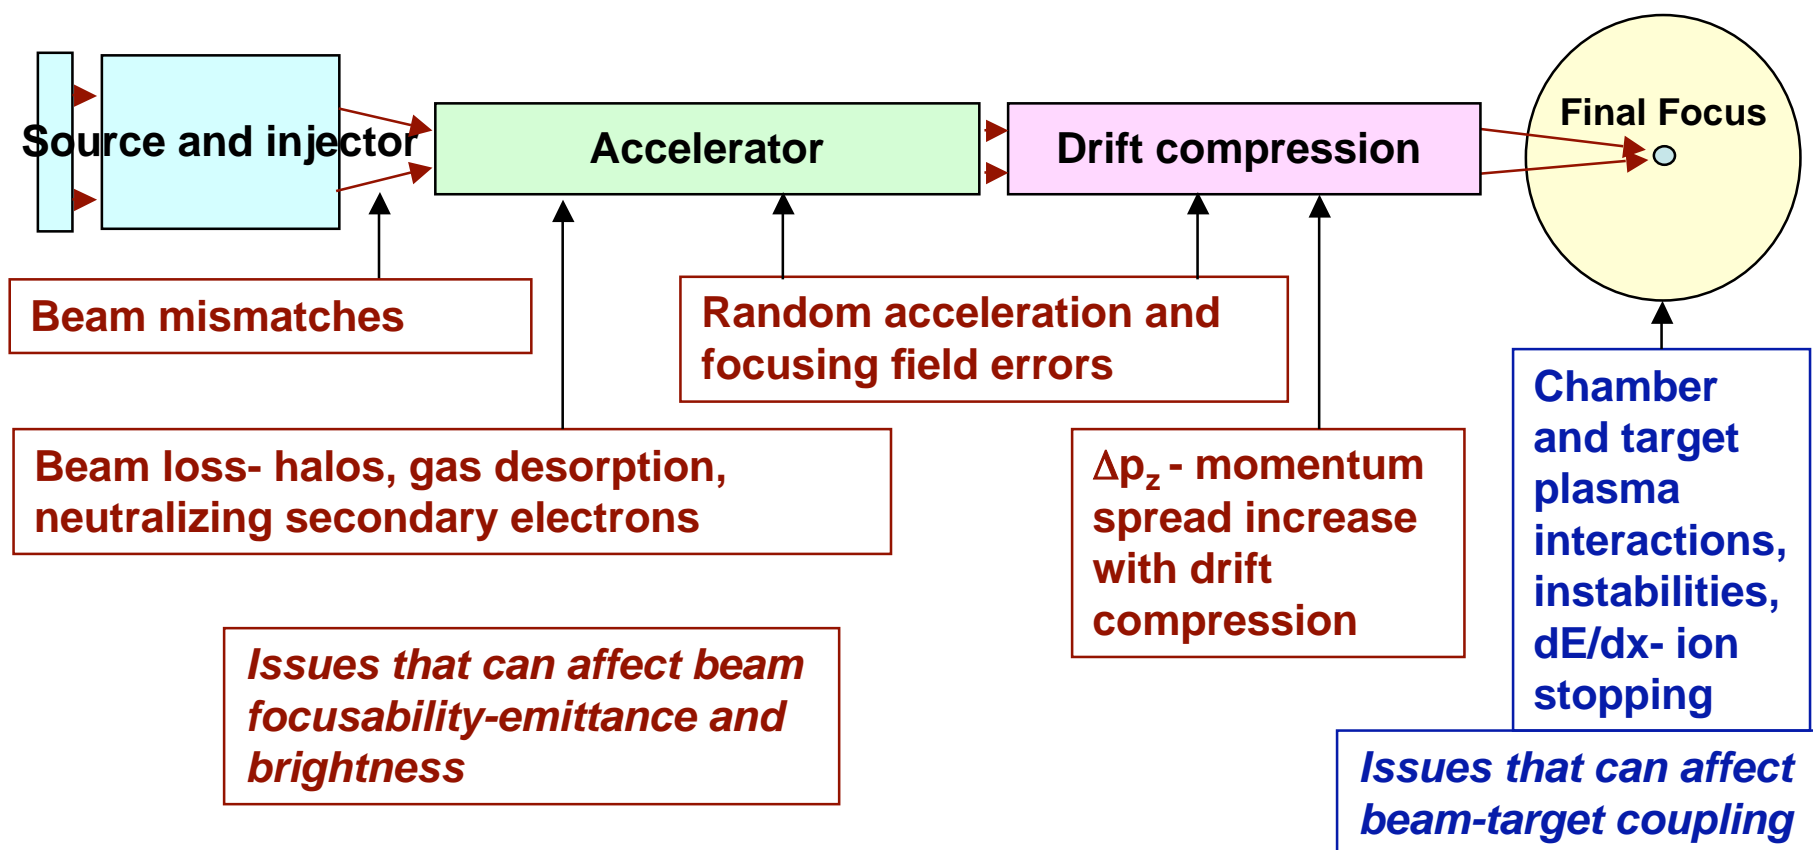 Source and injector
Accelerator
Drift compression
Final Focus
Beam mismatches
Random acceleration and
focusing field errors
Beam loss- halos, gas desorption,
neutralizing secondary electrons
Δpz - momentum
spread increase
with drift
compression
Chamber
and target
plasma
interactions,
instabilities,
dE/dx- ion
stopping
Issues that can affect beam
focusability-emittance and
brightness
Issues that can affect
beam-target coupling